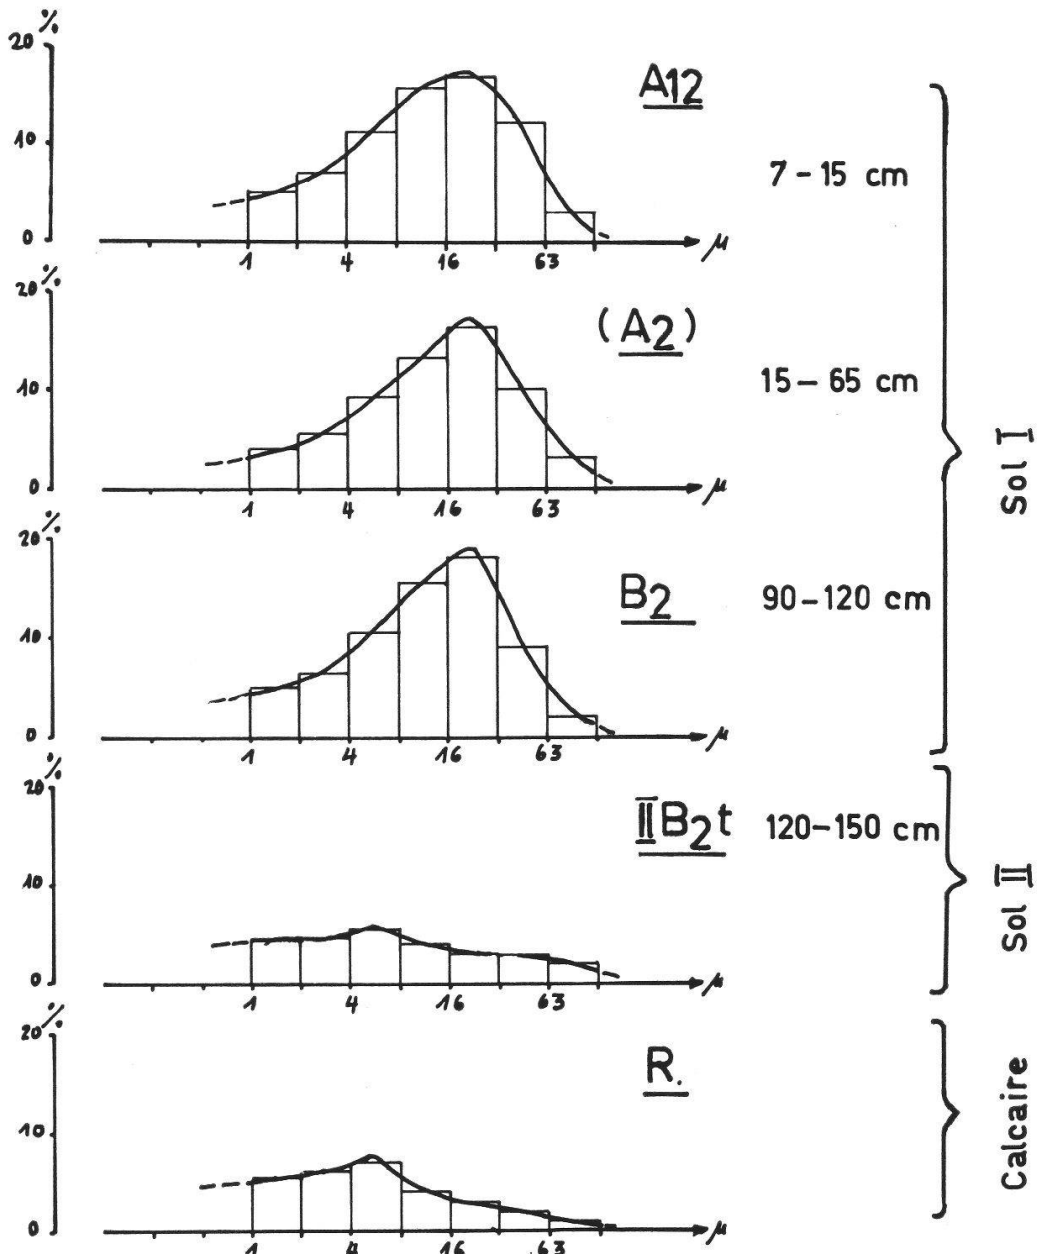 %
20
10
0
A12
7-15 cm
1 4 16 63 μ
%
20
10
0
(A2)
15-65 cm
1 4 16 63 μ
%
20
10
0
B2
90-120 cm
1 4 16 63 μ
Sol I
%
20
10
0
IIB2t
120-150 cm
1 4 16 63 μ
Sol II
%
20
10
0
R.
1 4 16 63 μ
Calcaire